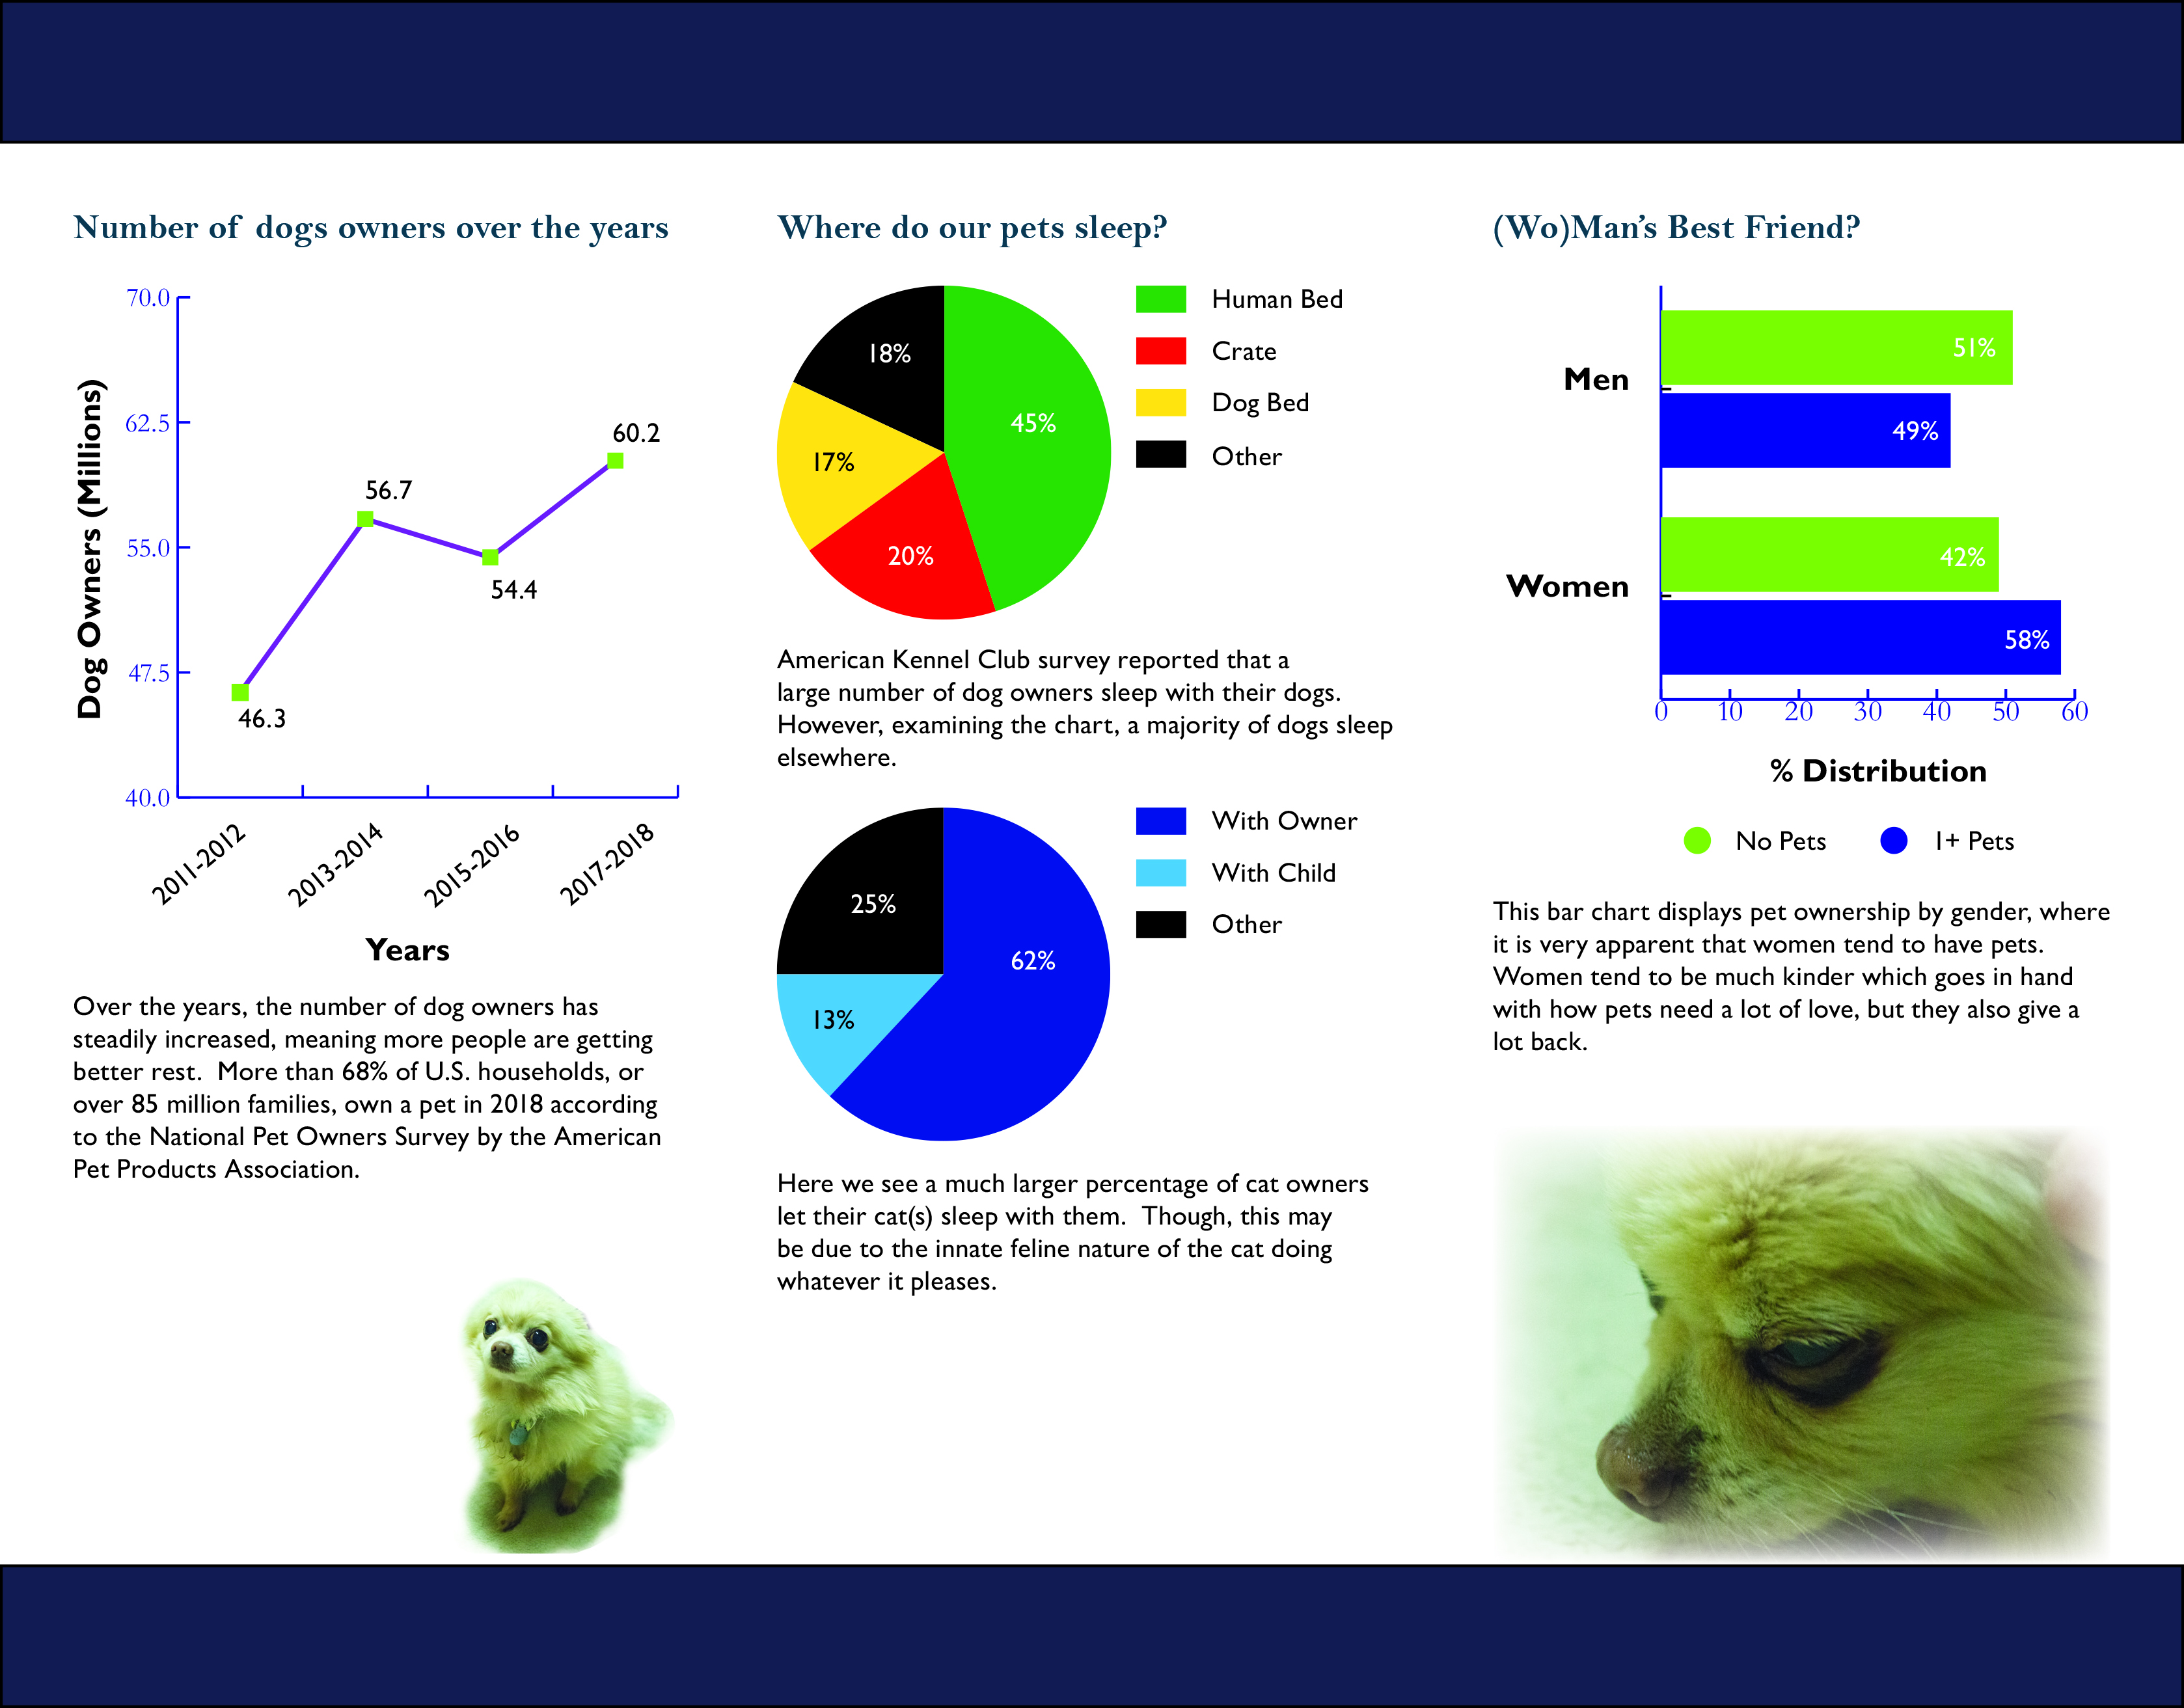 Number of dogs owners over the years
70.0
62.5
55.0
47.5
40.0
Dog Owners (Millions)
46.3
56.7
54.4
60.2
2011-2012
2013-2014
2015-2016
2017-2018
Years
Over the years, the number of dog owners has
steadily increased, meaning more people are getting
better rest.  More than 68% of U.S. households, or
over 85 million families, own a pet in 2018 according
to the National Pet Owners Survey by the American
Pet Products Association.
Where do our pets sleep?
18%
45%
17%
20%
Human Bed
Crate
Dog Bed
Other
American Kennel Club survey reported that a
large number of dog owners sleep with their dogs.
However, examining the chart, a majority of dogs sleep
elsewhere.
25%
62%
13%
With Owner
With Child
Other
Here we see a much larger percentage of cat owners
let their cat(s) sleep with them.  Though, this may
be due to the innate feline nature of the cat doing
whatever it pleases.
(Wo)Man's Best Friend?
Men
51%
49%
Women
42%
58%
0 10 20 30 40 50 60
% Distribution
No Pets 1+ Pets
This bar chart displays pet ownership by gender, where
it is very apparent that women tend to have pets.
Women tend to be much kinder which goes in hand
with how pets need a lot of love, but they also give a
lot back.